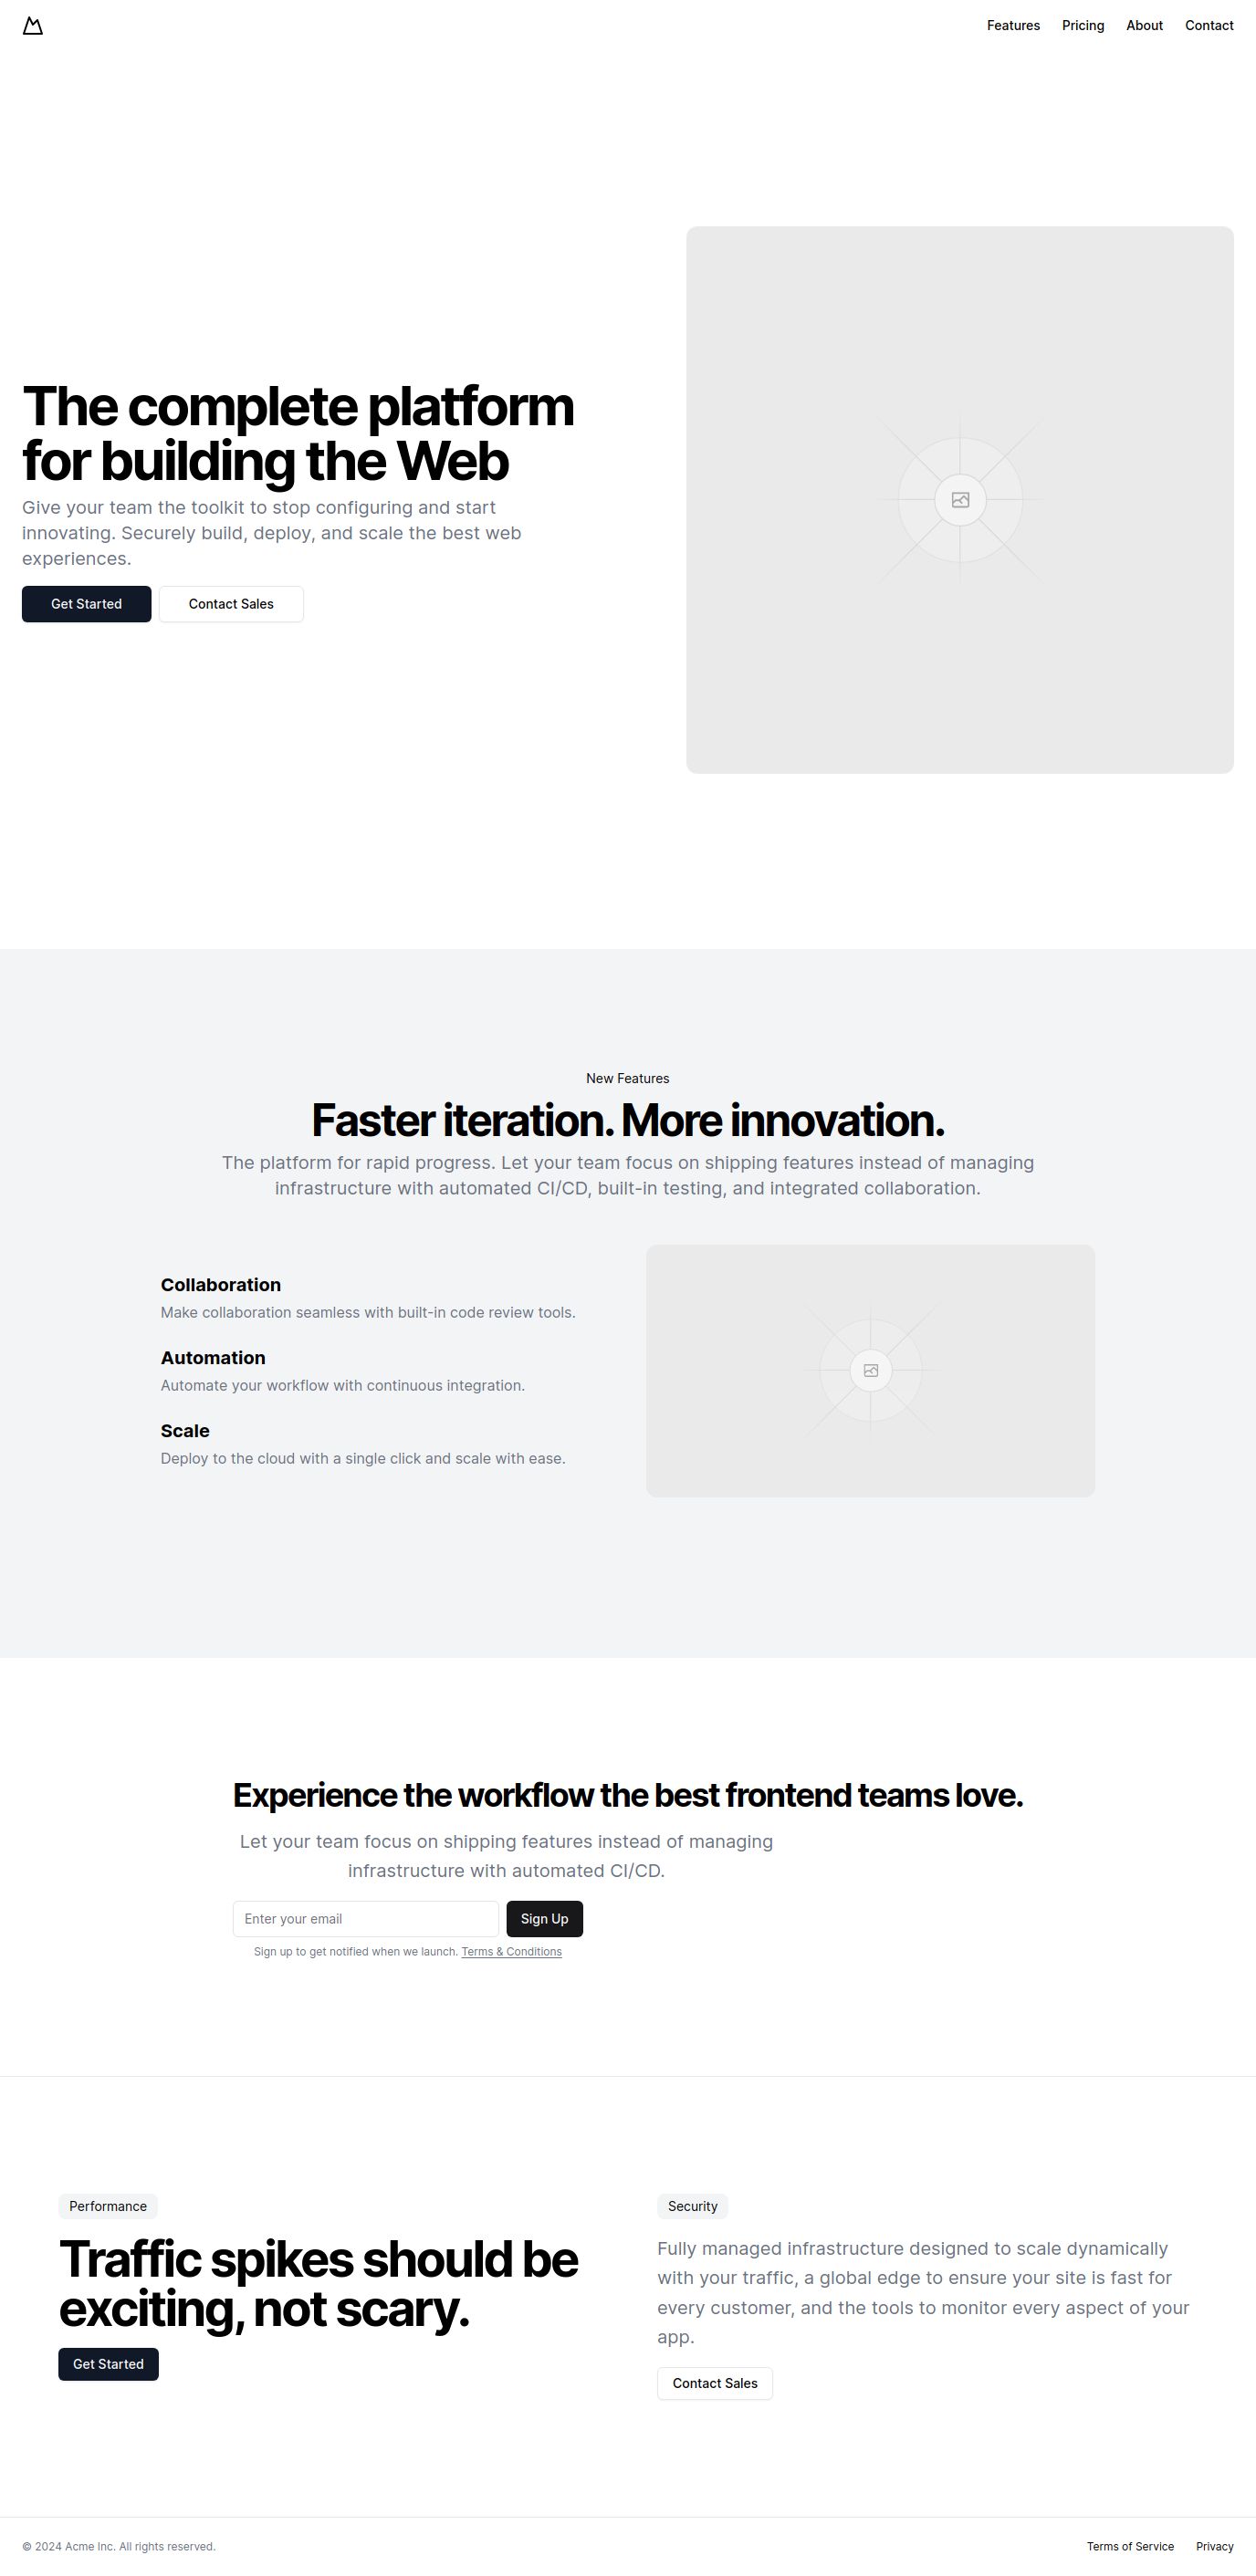 Features Pricing About Contact
The complete platform
for building the Web
Give your team the toolkit to stop configuring and start
innovating. Securely build, deploy, and scale the best web
experiences.
Get Started Contact Sales
New Features
Faster iteration. More innovation.
The platform for rapid progress. Let your team focus on shipping features instead of managing
infrastructure with automated CI/CD, built-in testing, and integrated collaboration.
Collaboration
Make collaboration seamless with built-in code review tools.
Automation
Automate your workflow with continuous integration.
Scale
Deploy to the cloud with a single click and scale with ease.
Experience the workflow the best frontend teams love.
Let your team focus on shipping features instead of managing
infrastructure with automated CI/CD.
Enter your email Sign Up
Sign up to get notified when we launch. Terms & Conditions
Performance
Traffic spikes should be
exciting, not scary.
Get Started
Security
Fully managed infrastructure designed to scale dynamically
with your traffic, a global edge to ensure your site is fast for
every customer, and the tools to monitor every aspect of your
app.
Contact Sales
© 2024 Acme Inc. All rights reserved.
Terms of Service Privacy